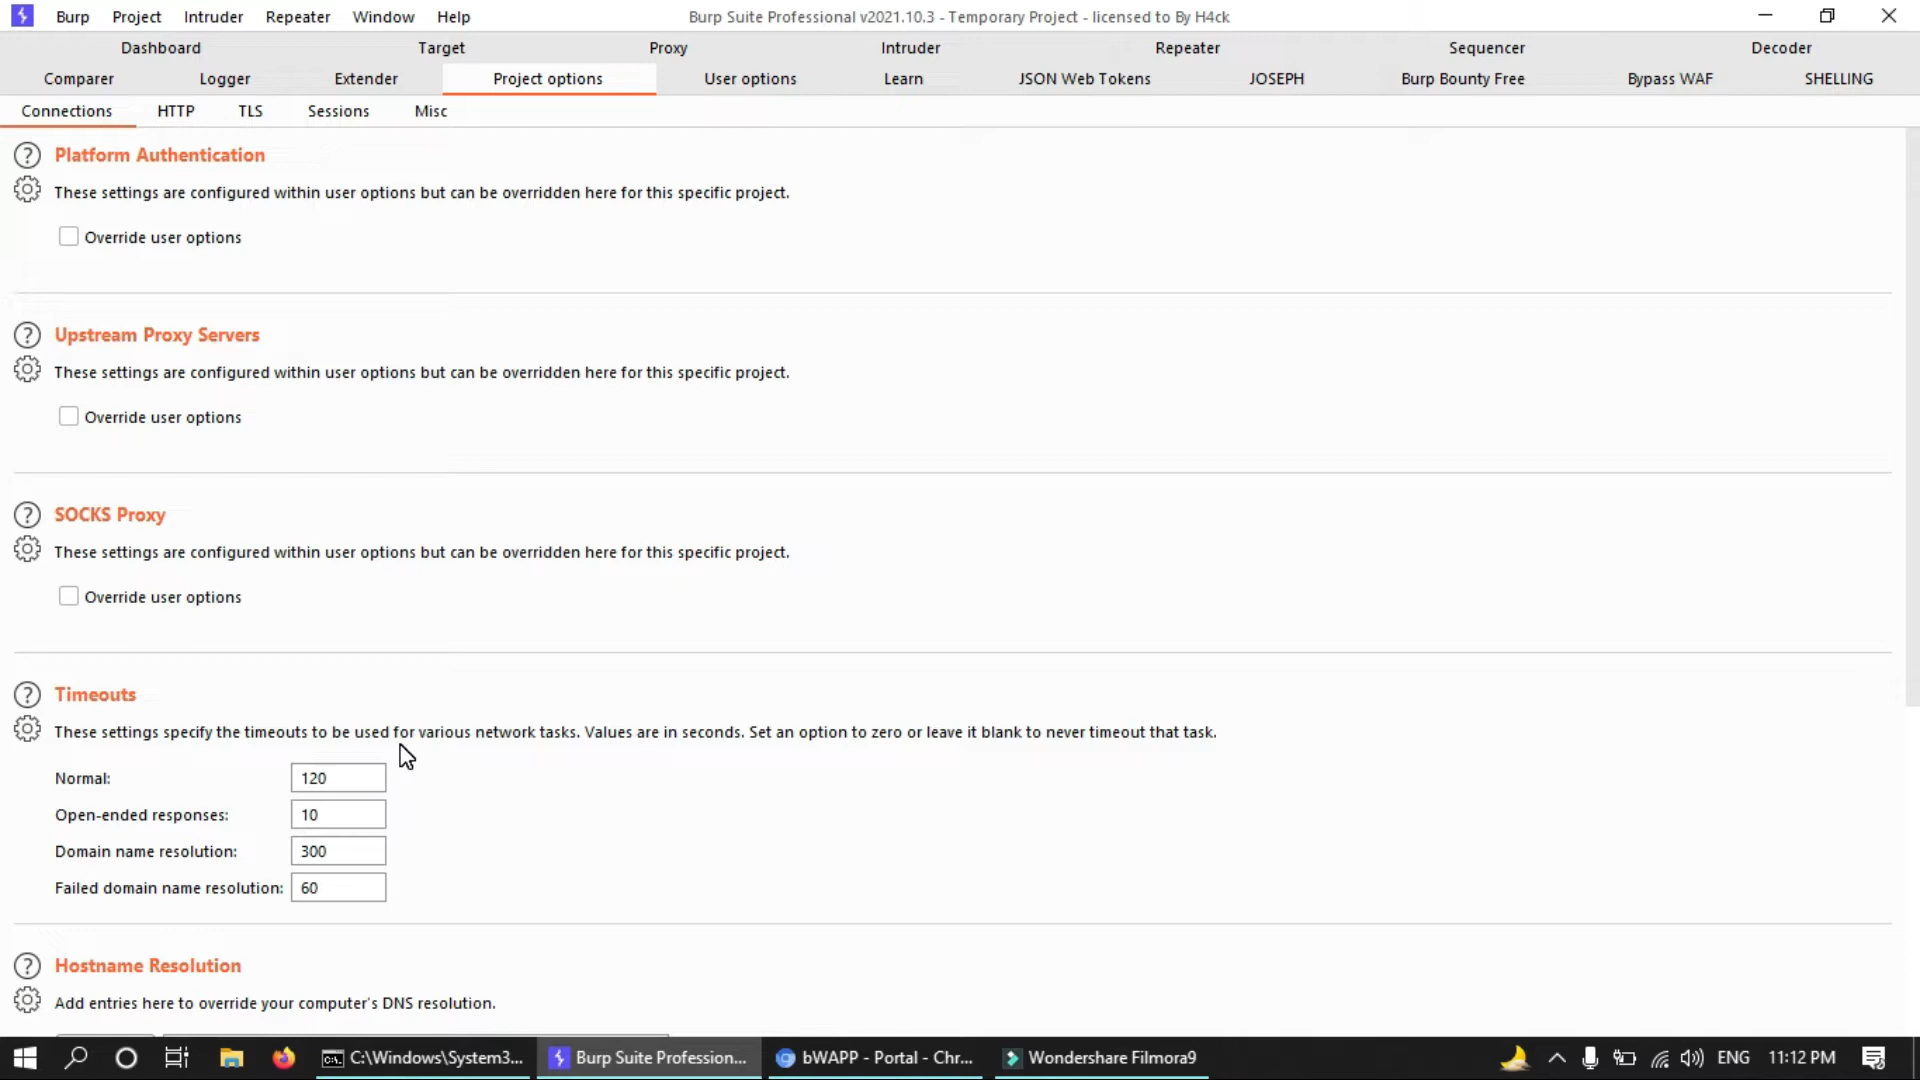 Burp Project Intruder Repeater Window Help
Burp Suite Professional v2021.10.3 - Temporary Project - licensed to By H4ck
Dashboard Target Proxy Intruder Repeater Sequencer Decoder
Comparer Logger Extender Project options User options Learn JSON Web Tokens JOSEPH Burp Bounty Free Bypass WAF SHELLING
Connections HTTP TLS Sessions Misc
? Platform Authentication
These settings are configured within user options but can be overridden here for this specific project.
Override user options
? Upstream Proxy Servers
These settings are configured within user options but can be overridden here for this specific project.
Override user options
? SOCKS Proxy
These settings are configured within user options but can be overridden here for this specific project.
Override user options
? Timeouts
These settings specify the timeouts to be used for various network tasks. Values are in seconds. Set an option to zero or leave it blank to never timeout that task.
Normal: 120
Open-ended responses: 10
Domain name resolution: 300
Failed domain name resolution: 60
? Hostname Resolution
Add entries here to override your computer's DNS resolution.
C:\Windows\System3... Burp Suite Profession... bWAPP - Portal - Chr... Wondershare Filmora9 ENG 11:12 PM